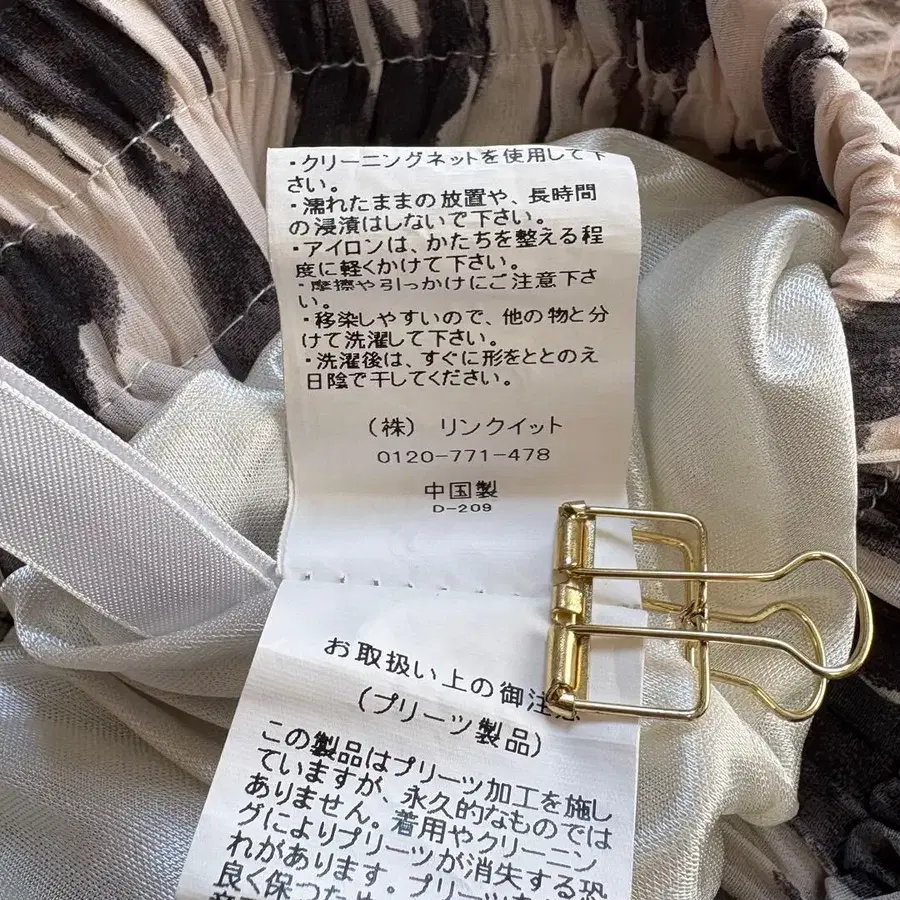 ・クリーニングネットを使用して下
さい。
・濡れたままの放置や、長時間
の浸漬はしないで下さい。
・アイロンは、かたちを整える程
度に軽くかけて下さい。
・摩擦や引っかけにご注意下さ
い。
・移染しやすいので、他の物と分
けて洗濯して下さい。
・洗濯後は、すぐに形をととのえ
日陰で干してください。
（株） リンクイット
0120-771-478
中国製
D-209
お取扱い上の御注意
(プリーツ製品)
この製品はプリーツ加工を施し
ていますが、永久的なものでは
ありません。着用やクリーニン
グによりプリーツが消失する恐
れがあります。プリーツを
良く保つため